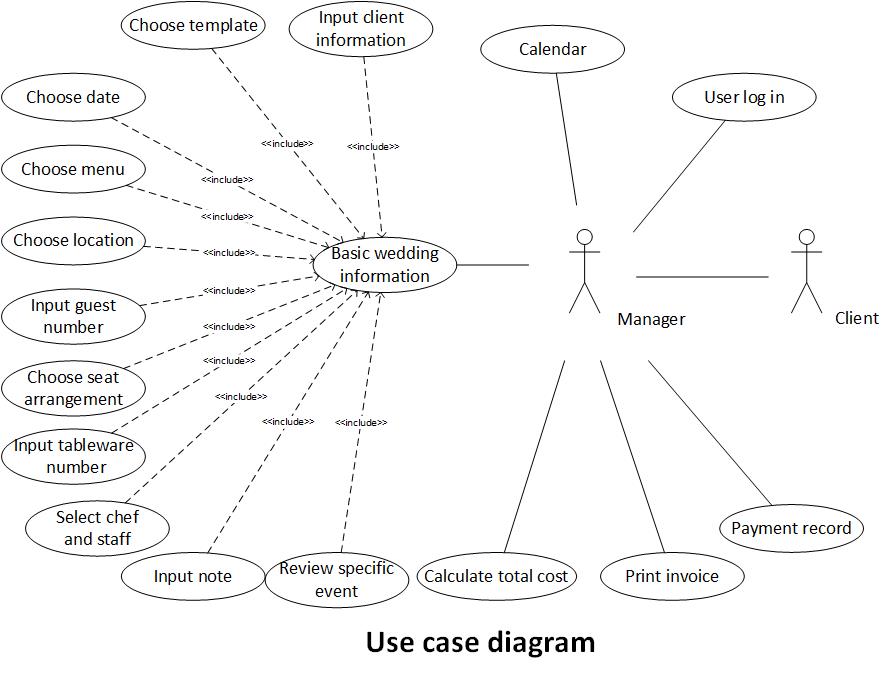 Choose template
Input client
information
Calendar
Choose date
User log in
<<include>>
<<include>>
Choose menu
<<include>>
<<include>>
Choose location
<<include>>
Basic wedding
information
<<include>>
Input guest
number
Manager
Client
<<include>>
<<include>>
Choose seat
arrangement
<<include>>
<<include>>
<<include>>
Input tableware
number
Select chef
and staff
Payment record
Input note
Review specific
event
Calculate total cost
Print invoice
Use case diagram